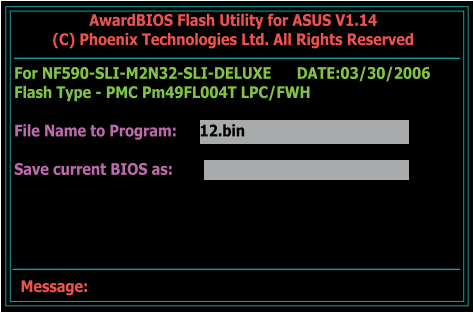 AwardBIOS Flash Utility for ASUS V1.14
(C) Phoenix Technologies Ltd. All Rights Reserved
For NF590-SLI-M2N32-SLI-DELUXE DATE:03/30/2006
Flash Type - PMC Pm49FL004T LPC/FWH
File Name to Program: 12.bin
Save current BIOS as:
Message: